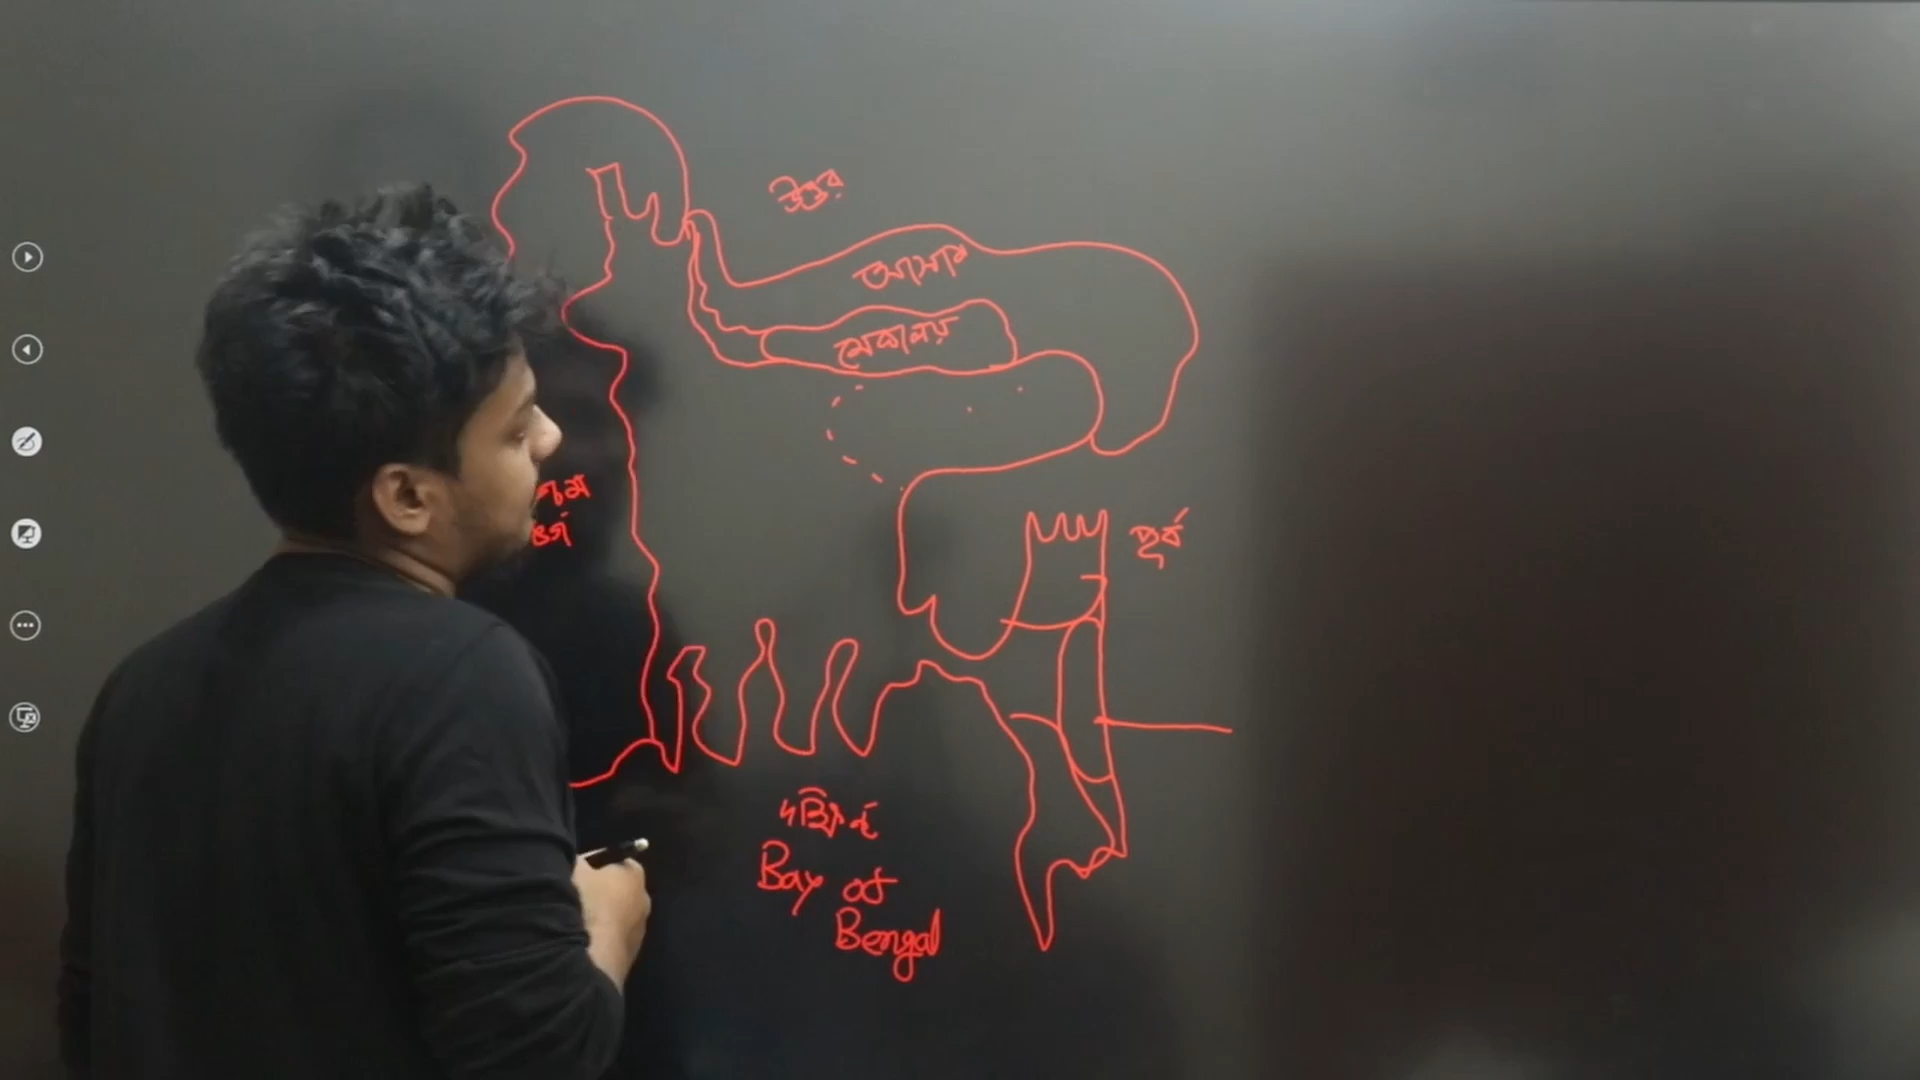 উত্তর
আসাম
মেঘালয়
পূর্ব
দক্ষিণ
Bay of
Bengal